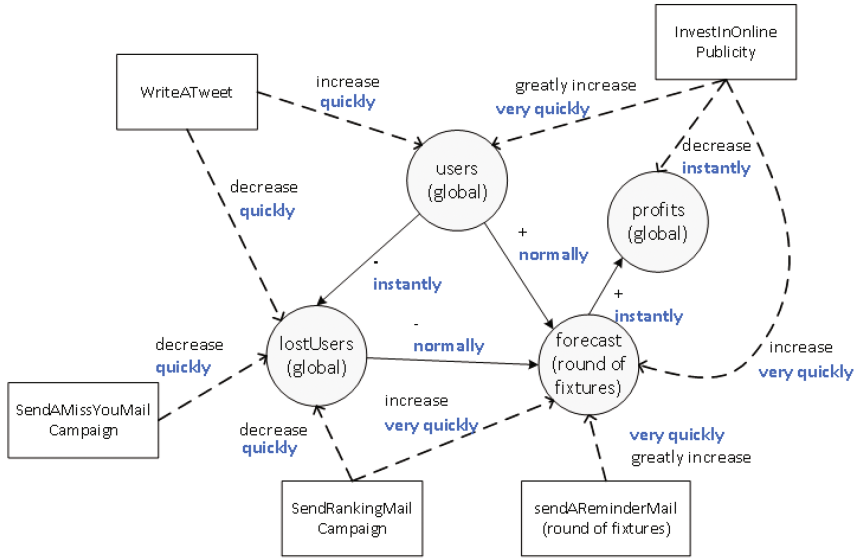 InvestInOnline
Publicity
WriteATweet
increase
quickly
greatly increase
very quickly
users
(global)
decrease
instantly
profits
(global)
decrease
quickly
+
normally
-
instantly
+
instantly
lostUsers
(global)
-
normally
forecast
(round of
fixtures)
increase
very quickly
decrease
quickly
SendAMissYouMail
Campaign
increase
very quickly
decrease
quickly
very quickly
greatly increase
SendRankingMail
Campaign
sendAReminderMail
(round of fixtures)